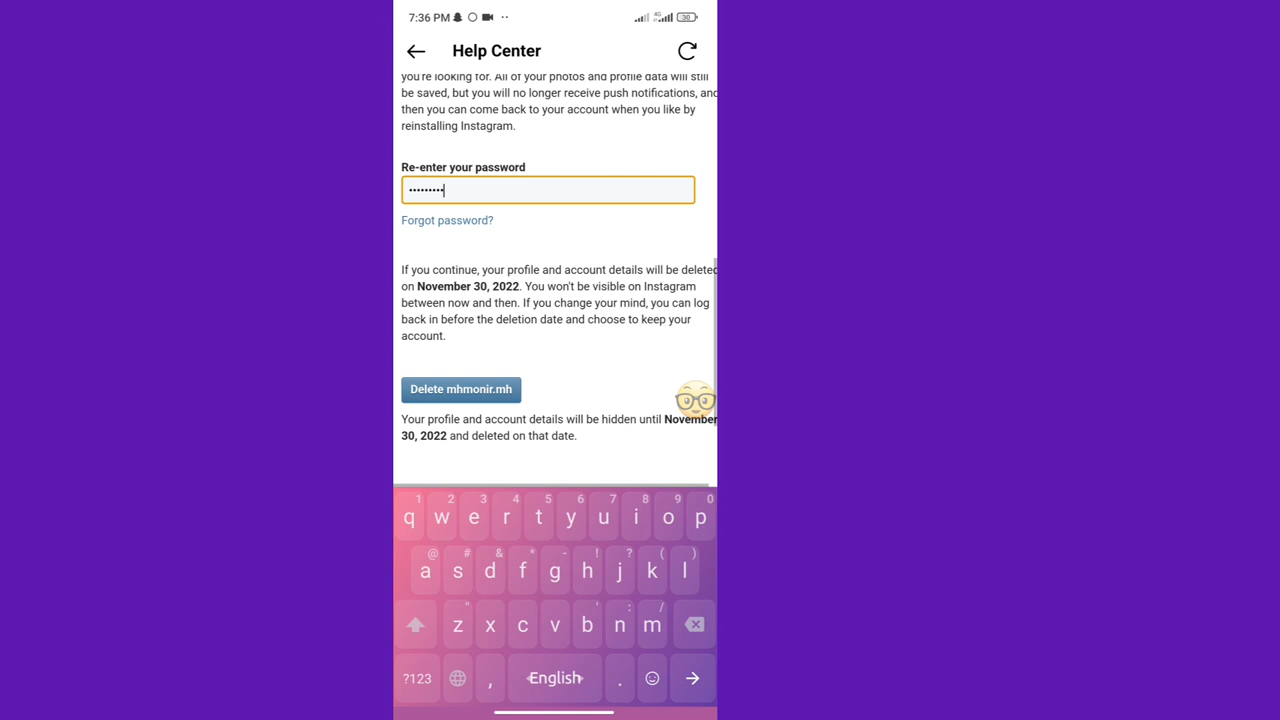 7:36 PM 4G 30
Help Center
you're looking for. All of your photos and profile data will still
be saved, but you will no longer receive push notifications, and
then you can come back to your account when you like by
reinstalling Instagram.
Re-enter your password
•••••••••
Forgot password?
If you continue, your profile and account details will be deleted
on November 30, 2022. You won't be visible on Instagram
between now and then. If you change your mind, you can log
back in before the deletion date and choose to keep your
account.
Delete mhmonir.mh
Your profile and account details will be hidden until November
30, 2022 and deleted on that date.
1 2 3 4 5 6 7 8 9 0
q w e r t y u i o p
@ # & * - ! ? ( )
a s d f g h j k l
" ' : /
z x c v b n m
?123 , English .